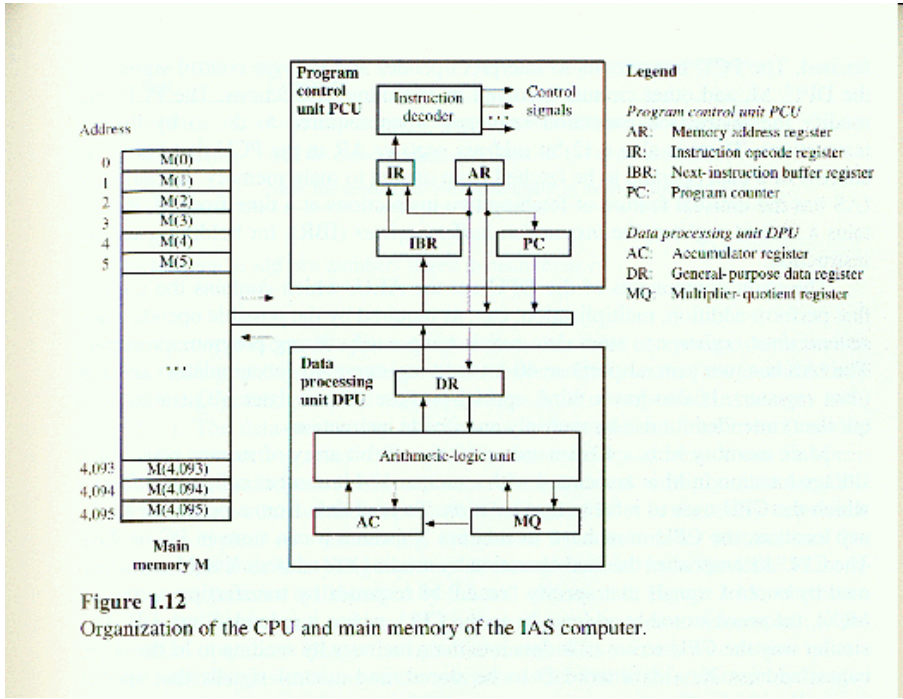 Program
control
unit PCU
Instruction
decoder
Control
signals
IR
AR
IBR
PC
Legend
Program control unit PCU
AR: Memory address register
IR: Instruction opcode register
IBR: Next-instruction buffer register
PC: Program counter
Data processing unit DPU
AC: Accumulator register
DR: General-purpose data register
MQ: Multiplier-quotient register
Address
0 M(0)
1 M(1)
2 M(2)
3 M(3)
4 M(4)
5 M(5)
...
4,093 M(4,093)
4,094 M(4,094)
4,095 M(4,095)
Main
memory M
Data
processing
unit DPU
DR
Arithmetic-logic unit
AC
MQ
Figure 1.12
Organization of the CPU and main memory of the IAS computer.